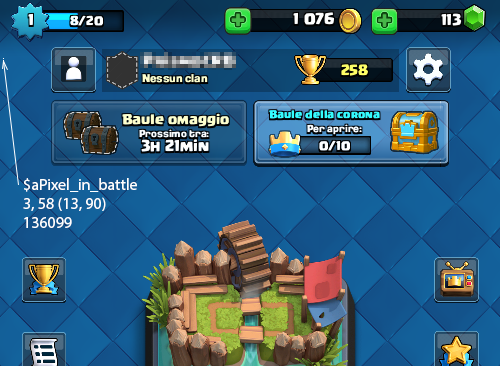 1
8/20
1 076
113
Nessun clan
258
Baule omaggio
Prossimo tra:
3h 21min
Baule della corona
Per aprire:
0/10
$aPixel_in_battle
3, 58 (13, 90)
136099